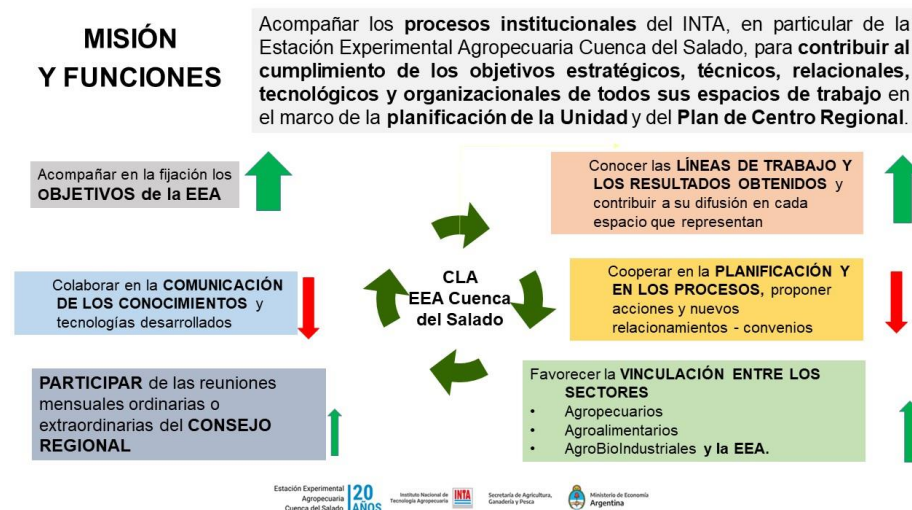 MISIÓN
Y FUNCIONES
Acompañar los procesos institucionales del INTA, en particular de la
Estación Experimental Agropecuaria Cuenca del Salado, para contribuir al
cumplimiento de los objetivos estratégicos, técnicos, relacionales,
tecnológicos y organizacionales de todos sus espacios de trabajo en
el marco de la planificación de la Unidad y del Plan de Centro Regional.
Acompañar en la fijación los
OBJETIVOS de la EEA
Conocer las LÍNEAS DE TRABAJO Y
LOS RESULTADOS OBTENIDOS y
contribuir a su difusión en cada
espacio que representan
Colaborar en la COMUNICACIÓN
DE LOS CONOCIMIENTOS y
tecnologías desarrollados
CLA
EEA Cuenca
del Salado
Cooperar en la PLANIFICACIÓN Y
EN LOS PROCESOS, proponer
acciones y nuevos
relacionamientos - convenios
PARTICIPAR de las reuniones
mensuales ordinarias o
extraordinarias del CONSEJO
REGIONAL
Favorecer la VINCULACIÓN ENTRE LOS
SECTORES
• Agropecuarios
• Agroalimentarios
• AgroBioIndustriales y la EEA.
Estación Experimental
Agropecuaria
Cuenca del Salado
20
AÑOS
Instituto Nacional de
Tecnología Agropecuaria
INTA
Secretaría de Agricultura,
Ganadería y Pesca
Ministerio de Economía
Argentina